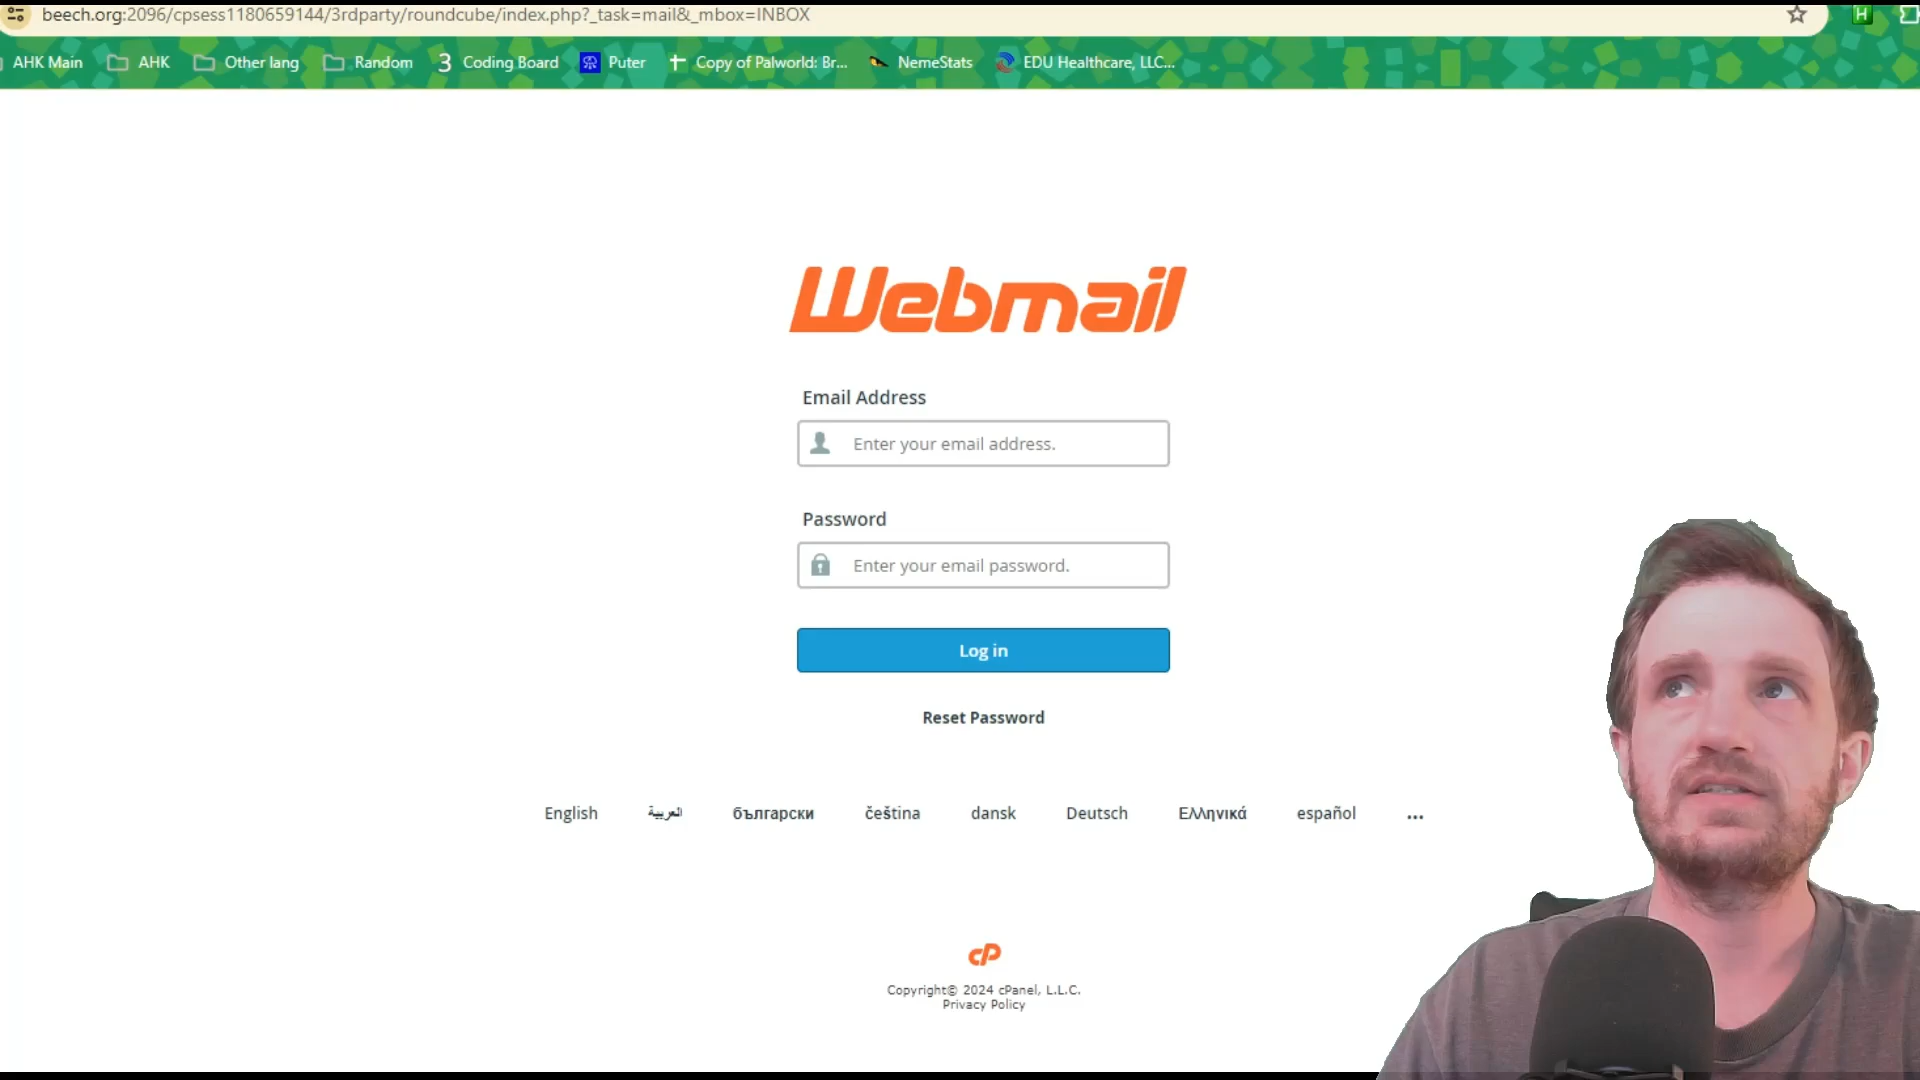 beech.org:2096/cpsess1180659144/3rdparty/roundcube/index.php?_task=mail&_mbox=INBOX
H
AHK Main AHK Other lang Random 3 Coding Board Puter Copy of Palworld: Br... NemeStats EDU Healthcare, LLC...
Webmail
Email Address
Enter your email address.
Password
Enter your email password.
Log in
Reset Password
English العربية български čeština dansk Deutsch Ελληνικά español ...
cP
Copyright© 2024 cPanel, L.L.C.
Privacy Policy